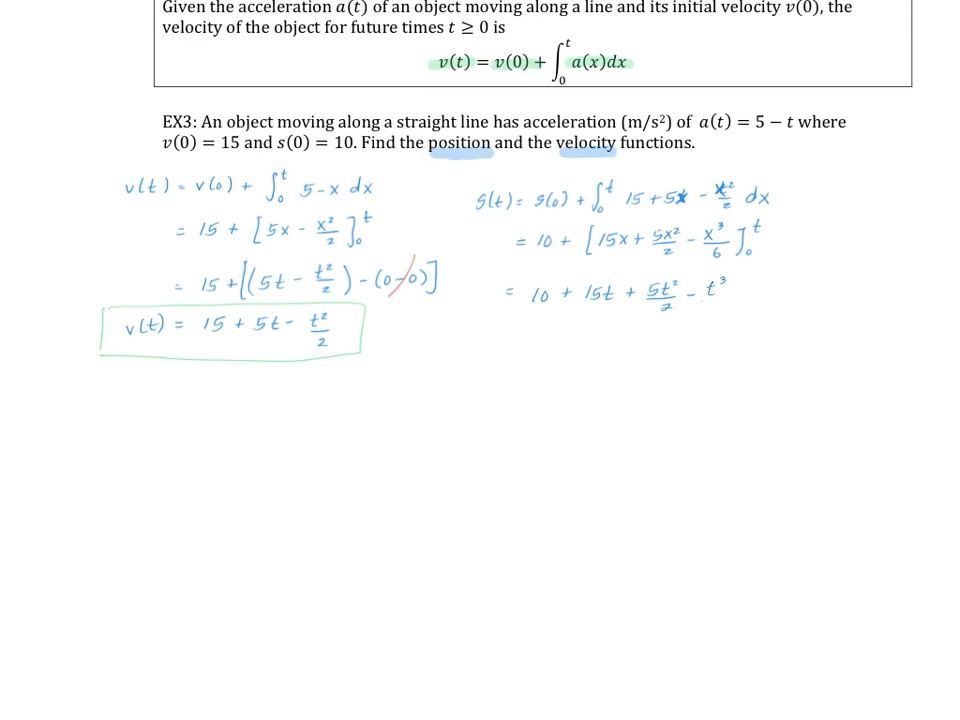 Given the acceleration a(t) of an object moving along a line and its initial velocity v(0), the
velocity of the object for future times t ≥ 0 is
v(t) = v(0) + ∫₀ᵗ a(x)dx
EX3: An object moving along a straight line has acceleration (m/s²) of a(t) = 5 − t where
v(0) = 15 and s(0) = 10. Find the position and the velocity functions.
v(t) = v(0) + ∫₀ᵗ 5-x dx
= 15 + [5x - x²/2]₀ᵗ
= 15 + [(5t - t²/2) - (0-0)]
v(t) = 15 + 5t - t²/2
s(t) = s(0) + ∫₀ᵗ 15 + 5x - x²/2 dx
= 10 + [15x + 5x²/2 - x³/6]₀ᵗ
= 10 + 15t + 5t²/2 - t³